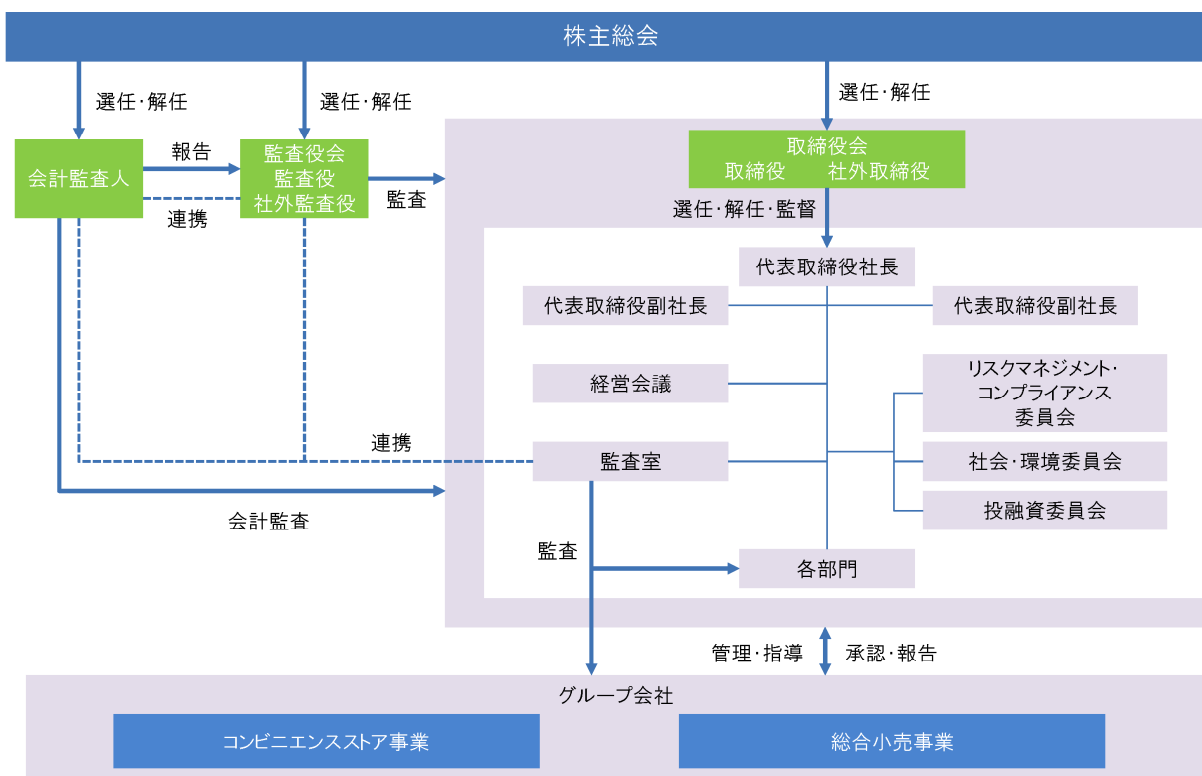 株主総会
選任・解任
選任・解任
選任・解任
会計監査人
報告
連携
監査役会
監査役
社外監査役
監査
取締役会
取締役 社外取締役
選任・解任・監督
代表取締役社長
代表取締役副社長
代表取締役副社長
経営会議
リスクマネジメント・
コンプライアンス
委員会
連携
監査室
社会・環境委員会
投融資委員会
会計監査
監査
各部門
管理・指導
承認・報告
グループ会社
コンビニエンスストア事業
総合小売事業